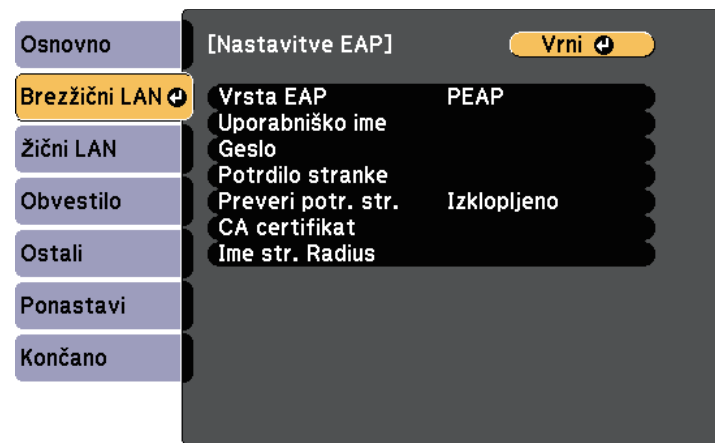 Osnovno
Brezžični LAN
Žični LAN
Obvestilo
Ostali
Ponastavi
Končano
[Nastavitve EAP]
Vrni
Vrsta EAP PEAP
Uporabniško ime
Geslo
Potrdilo stranke
Preveri potr. str. Izklopljeno
CA certifikat
Ime str. Radius